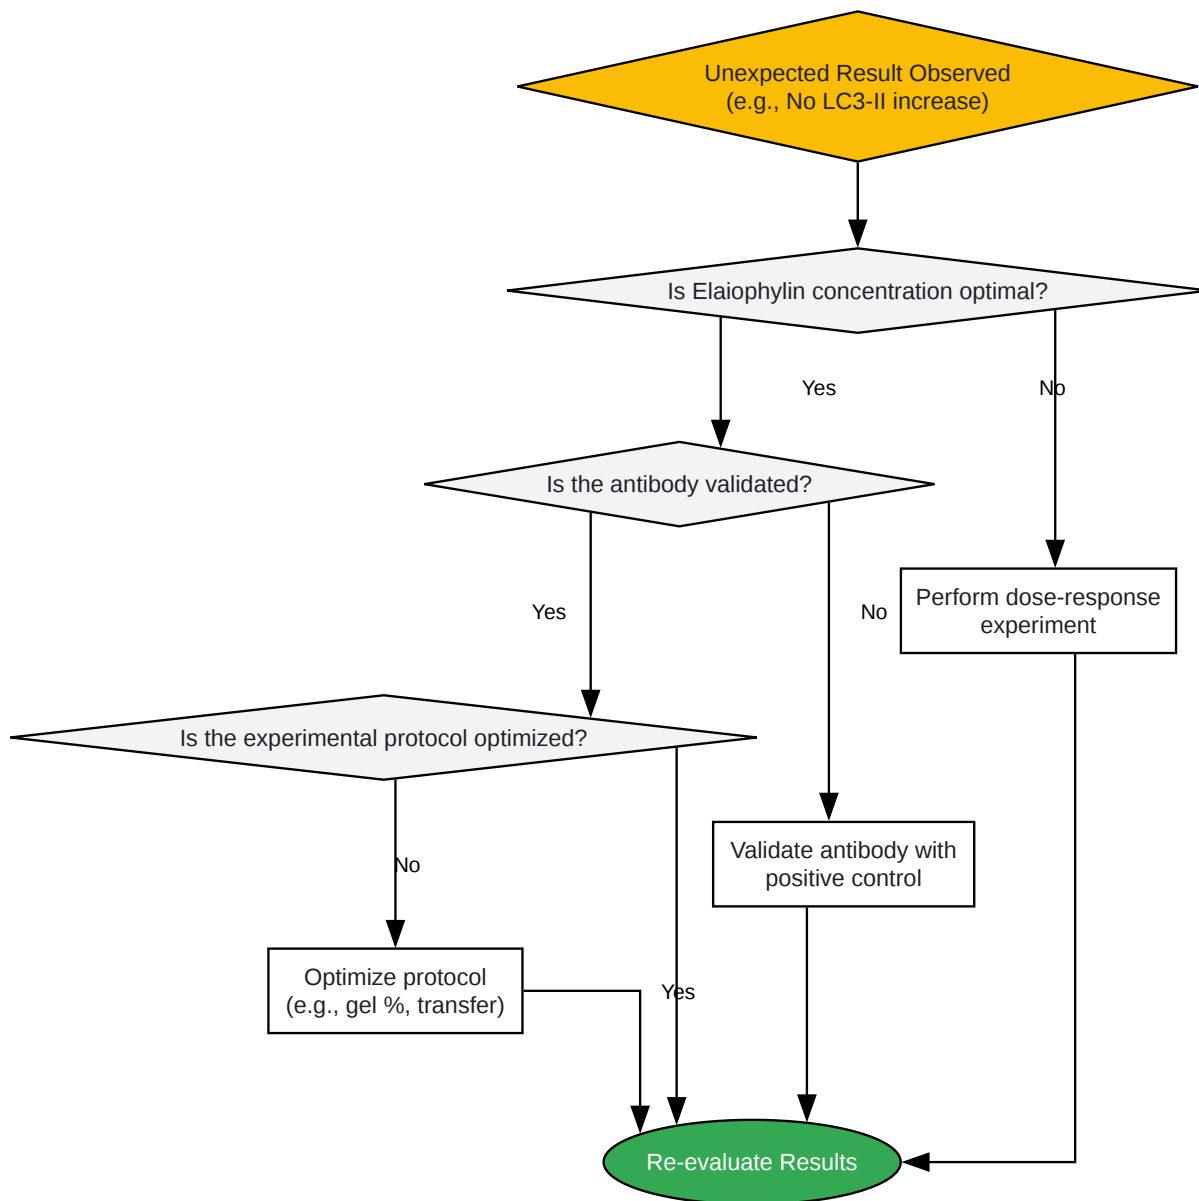 Unexpected Result Observed
(e.g., No LC3-II increase)
Is Elaiophylin concentration optimal?
Yes
No
Is the antibody validated?
Yes
No
Perform dose-response
experiment
Is the experimental protocol optimized?
Validate antibody with
positive control
No
Optimize protocol
(e.g., gel %, transfer)
Yes
Re-evaluate Results